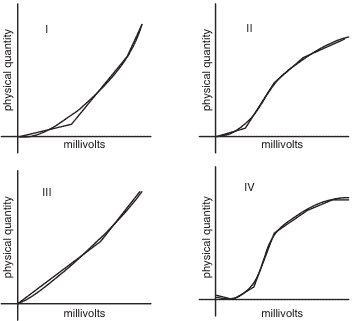 I
physical quantity
millivolts
II
physical quantity
millivolts
III
physical quantity
millivolts
IV
physical quantity
millivolts